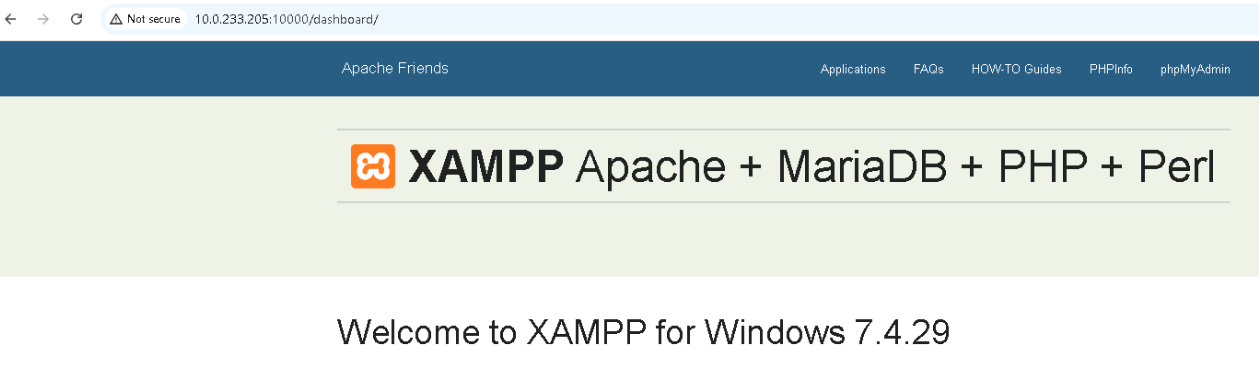 Not secure 10.0.233.205:10000/dashboard/
Apache Friends Applications FAQs HOW-TO Guides PHPInfo phpMyAdmin
XAMPP Apache + MariaDB + PHP + Perl
Welcome to XAMPP for Windows 7.4.29